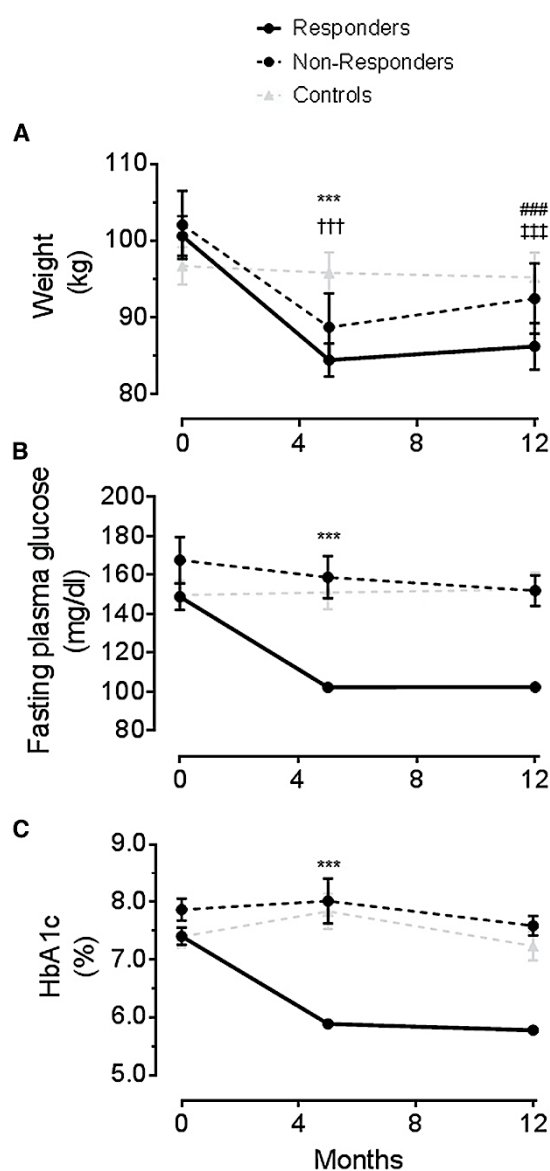 Responders
Non-Responders
Controls
A
110
100
90
80
Weight
(kg)
***
†††
###
‡‡‡
0 4 8 12
B
200
180
160
140
120
100
80
Fasting plasma glucose
(mg/dl)
***
0 4 8 12
C
9.0
8.0
7.0
6.0
5.0
HbA1c
(%)
***
0 4 8 12
Months